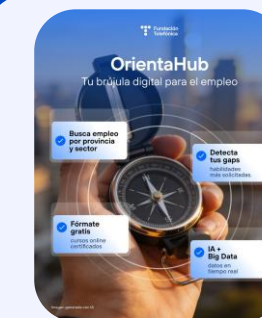 Fundación
Telefónica
OrientaHub
Tu brújula digital para el empleo
Busca empleo
por provincia
y sector
Detecta
tus gaps
habilidades
más solicitadas
Fórmate
gratis
cursos online
certificados
IA +
Big Data
datos en
tiempo real